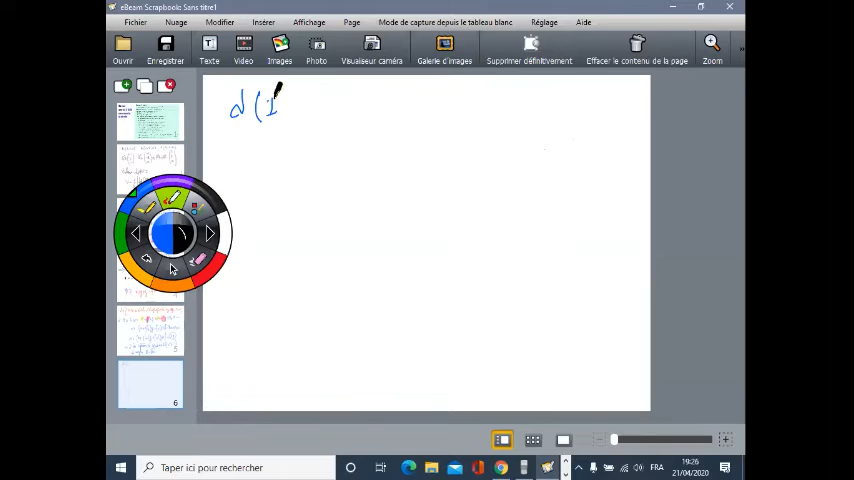 eBeam Scrapbook: Sans titre1
Fichier Nuage Modifier Insérer Affichage Page Mode de capture depuis le tableau blanc Réglage Aide
Ouvrir Enregistrer Texte Vidéo Images Photo Visualiseur caméra Galerie d'images Supprimer définitivement Effacer le contenu de la page Zoom
d (I
1
4
5
6
Taper ici pour rechercher
FRA
19:26
21/04/2020